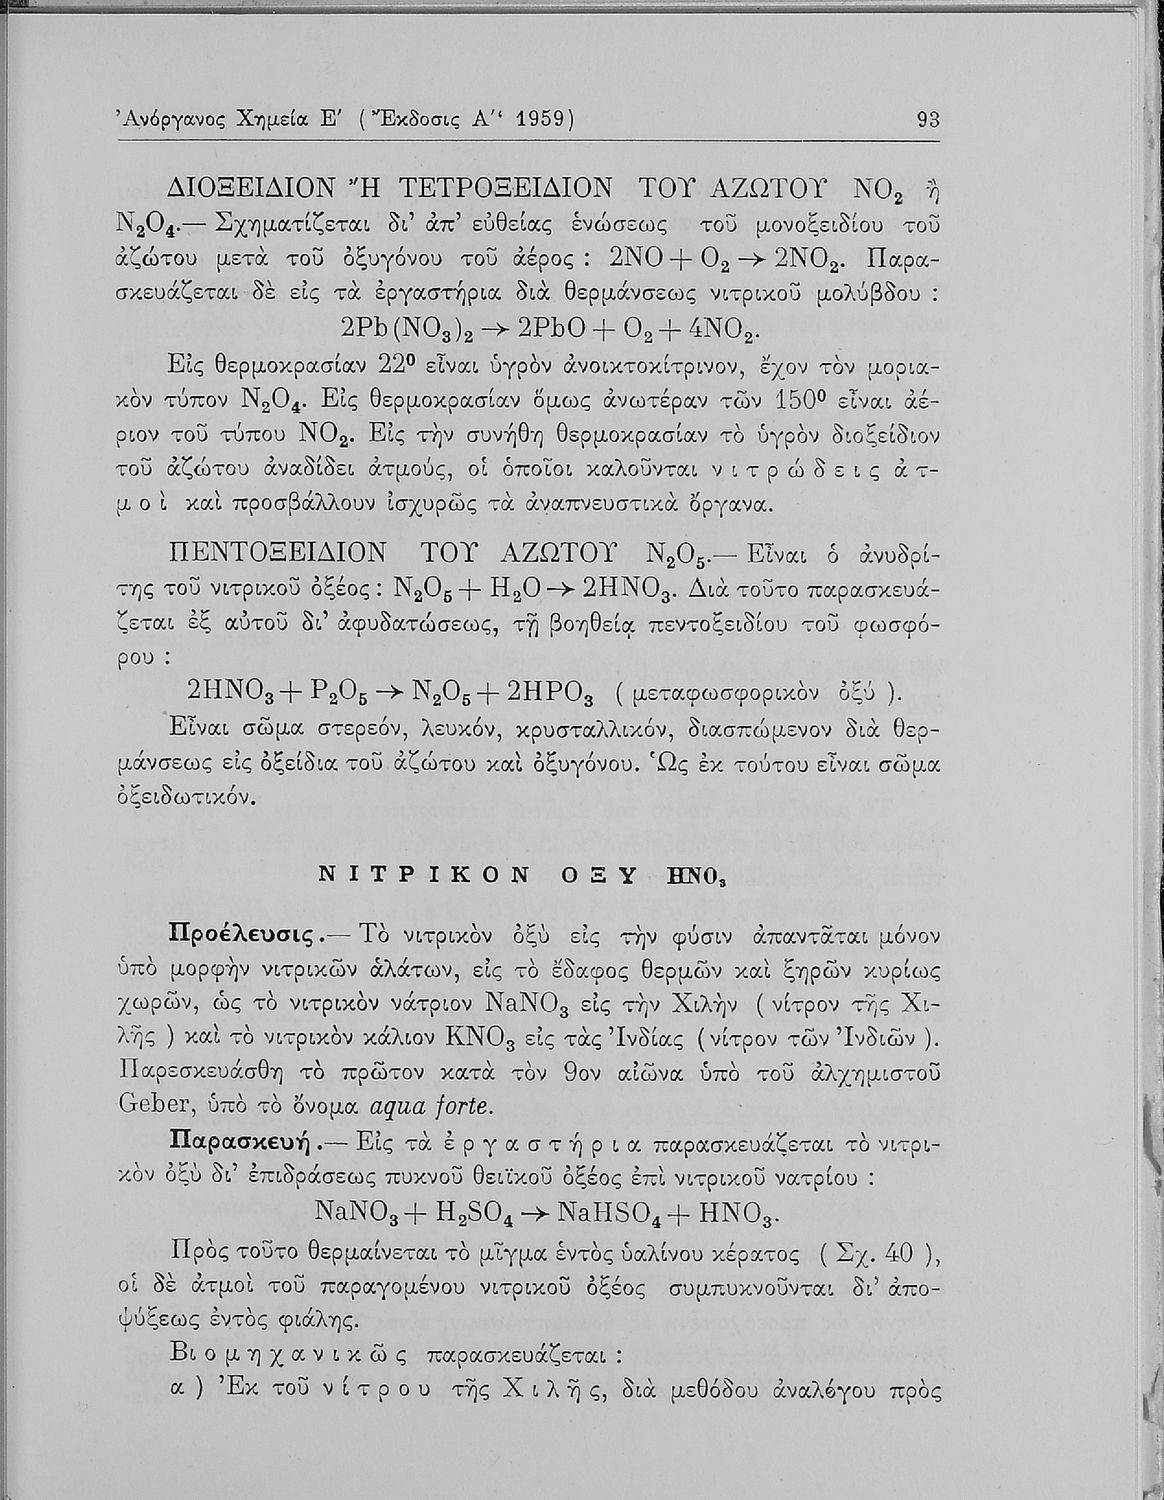 Ἀνόργανος Χημεία Ε′ (Ἔκδοσις Α′‘ 1959) 93
ΔΙΟΞΕΙΔΙΟΝ Ἢ ΤΕΤΡΟΞΕΙΔΙΟΝ ΤΟΥ ΑΖΩΤΟΥ NO₂ ἢ
N₂O₄.— Σχηματίζεται δι’ ἀπ’ εὐθείας ἑνώσεως τοῦ μονοξειδίου τοῦ
ἀζώτου μετὰ τοῦ ὀξυγόνου τοῦ ἀέρος : 2NO + O₂ → 2NO₂. Παρα-
σκευάζεται δὲ εἰς τὰ ἐργαστήρια διὰ θερμάνσεως νιτρικοῦ μολύβδου :
2Pb(NO₃)₂ → 2PbO + O₂ + 4NO₂.
Εἰς θερμοκρασίαν 22⁰ εἶναι ὑγρὸν ἀνοικτοκίτρινον, ἔχον τὸν μορια-
κὸν τύπον N₂O₄. Εἰς θερμοκρασίαν ὅμως ἀνωτέραν τῶν 150⁰ εἶναι ἀέ-
ριον τοῦ τύπου NO₂. Εἰς τὴν συνήθη θερμοκρασίαν τὸ ὑγρὸν διοξείδιον
τοῦ ἀζώτου ἀναδίδει ἀτμούς, οἱ ὁποῖοι καλοῦνται ν ι τ ρ ώ δ ε ι ς ἀ τ-
μ ο ὶ καὶ προσβάλλουν ἰσχυρῶς τὰ ἀναπνευστικὰ ὄργανα.
ΠΕΝΤΟΞΕΙΔΙΟΝ ΤΟΥ ΑΖΩΤΟΥ N₂O₅.— Εἶναι ὁ ἀνυδρί-
της τοῦ νιτρικοῦ ὀξέος : N₂O₅ + H₂O → 2HNO₃. Διὰ τοῦτο παρασκευά-
ζεται ἐξ αὐτοῦ δι’ ἀφυδατώσεως, τῇ βοηθείᾳ πεντοξειδίου τοῦ φωσφό-
ρου :
2HNO₃ + P₂O₅ → N₂O₅ + 2HPO₃ ( μεταφωσφορικὸν ὀξύ ).
Εἶναι σῶμα στερεόν, λευκόν, κρυσταλλικόν, διασπώμενον διὰ θερ-
μάνσεως εἰς ὀξείδια τοῦ ἀζώτου καὶ ὀξυγόνου. Ὡς ἐκ τούτου εἶναι σῶμα
ὀξειδωτικόν.
Ν Ι Τ Ρ Ι Κ Ο Ν Ο Ξ Υ HNO₃
Προέλευσις.— Τὸ νιτρικὸν ὀξὺ εἰς τὴν φύσιν ἀπαντᾶται μόνον
ὑπὸ μορφὴν νιτρικῶν ἁλάτων, εἰς τὸ ἔδαφος θερμῶν καὶ ξηρῶν κυρίως
χωρῶν, ὡς τὸ νιτρικὸν νάτριον NaNO₃ εἰς τὴν Χιλὴν ( νίτρον τῆς Χι-
λῆς ) καὶ τὸ νιτρικὸν κάλιον KNO₃ εἰς τὰς Ἰνδίας (νίτρον τῶν Ἰνδιῶν ).
Παρεσκευάσθη τὸ πρῶτον κατὰ τὸν 9ον αἰῶνα ὑπὸ τοῦ ἀλχημιστοῦ
Geber, ὑπὸ τὸ ὄνομα aqua forte.
Παρασκευή.— Εἰς τὰ ἐ ρ γ α σ τ ή ρ ι α παρασκευάζεται τὸ νιτρι-
κὸν ὀξὺ δι’ ἐπιδράσεως πυκνοῦ θειϊκοῦ ὀξέος ἐπὶ νιτρικοῦ νατρίου :
NaNO₃ + H₂SO₄ → NaHSO₄ + HNO₃.
Πρὸς τοῦτο θερμαίνεται τὸ μῖγμα ἐντὸς ὑαλίνου κέρατος ( Σχ. 40 ),
οἱ δὲ ἀτμοὶ τοῦ παραγομένου νιτρικοῦ ὀξέος συμπυκνοῦνται δι’ ἀπο-
ψύξεως ἐντὸς φιάλης.
Β ι ο μ η χ α ν ι κ ῶ ς παρασκευάζεται :
α ) Ἐκ τοῦ ν ί τ ρ ο υ τῆς Χ ι λ ῆ ς, διὰ μεθόδου ἀναλόγου πρὸς